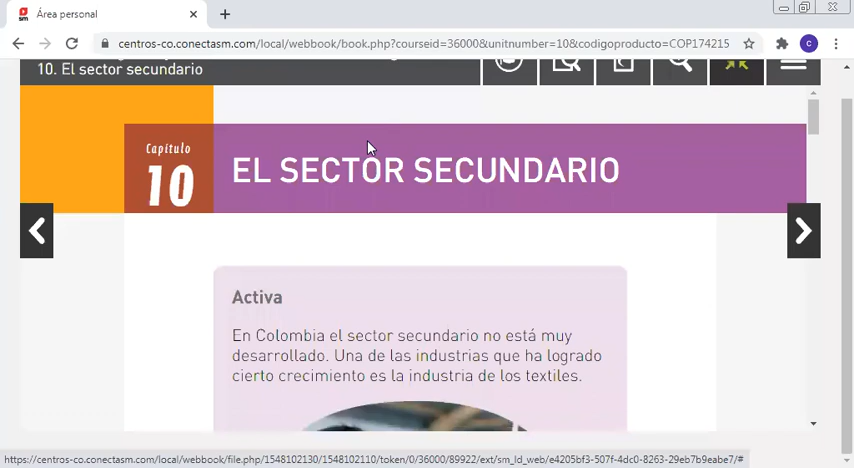 sm
Área personal
centros-co.conectasm.com/local/webbook/book.php?courseid=36000&unitnumber=10&codigoproducto=COP174215
c
10. El sector secundario
Capítulo
10
EL SECTOR SECUNDARIO
Activa
En Colombia el sector secundario no está muy
desarrollado. Una de las industrias que ha logrado
cierto crecimiento es la industria de los textiles.
https://centros-co.conectasm.com/local/webbook/file.php/1548102130/1548102110/token/0/36000/89922/ext/sm_ld_web/e4205bf3-507f-4dc0-8263-29eb7b9eabe7/#